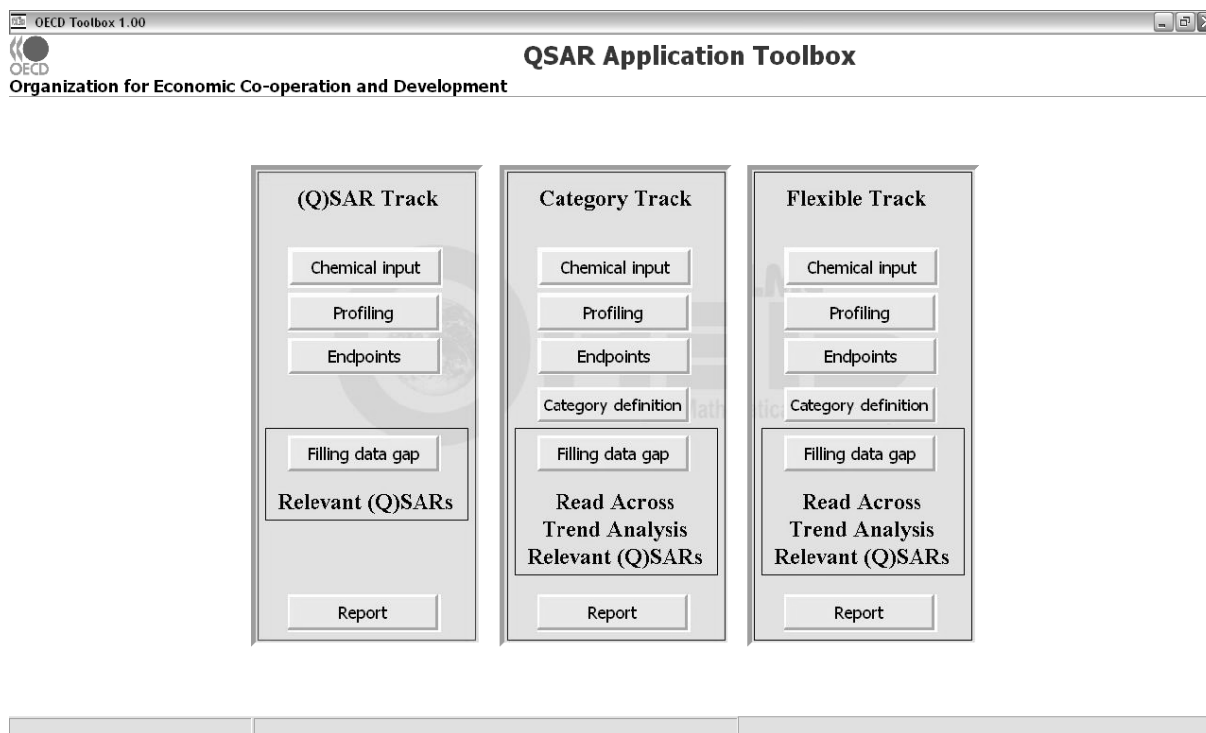 OECD Toolbox 1.00
OECD
QSAR Application Toolbox
Organization for Economic Co-operation and Development
(Q)SAR Track
Chemical input
Profiling
Endpoints
Filling data gap
Relevant (Q)SARs
Report
Category Track
Chemical input
Profiling
Endpoints
Category definition
Filling data gap
Read Across
Trend Analysis
Relevant (Q)SARs
Report
Flexible Track
Chemical input
Profiling
Endpoints
Category definition
Filling data gap
Read Across
Trend Analysis
Relevant (Q)SARs
Report